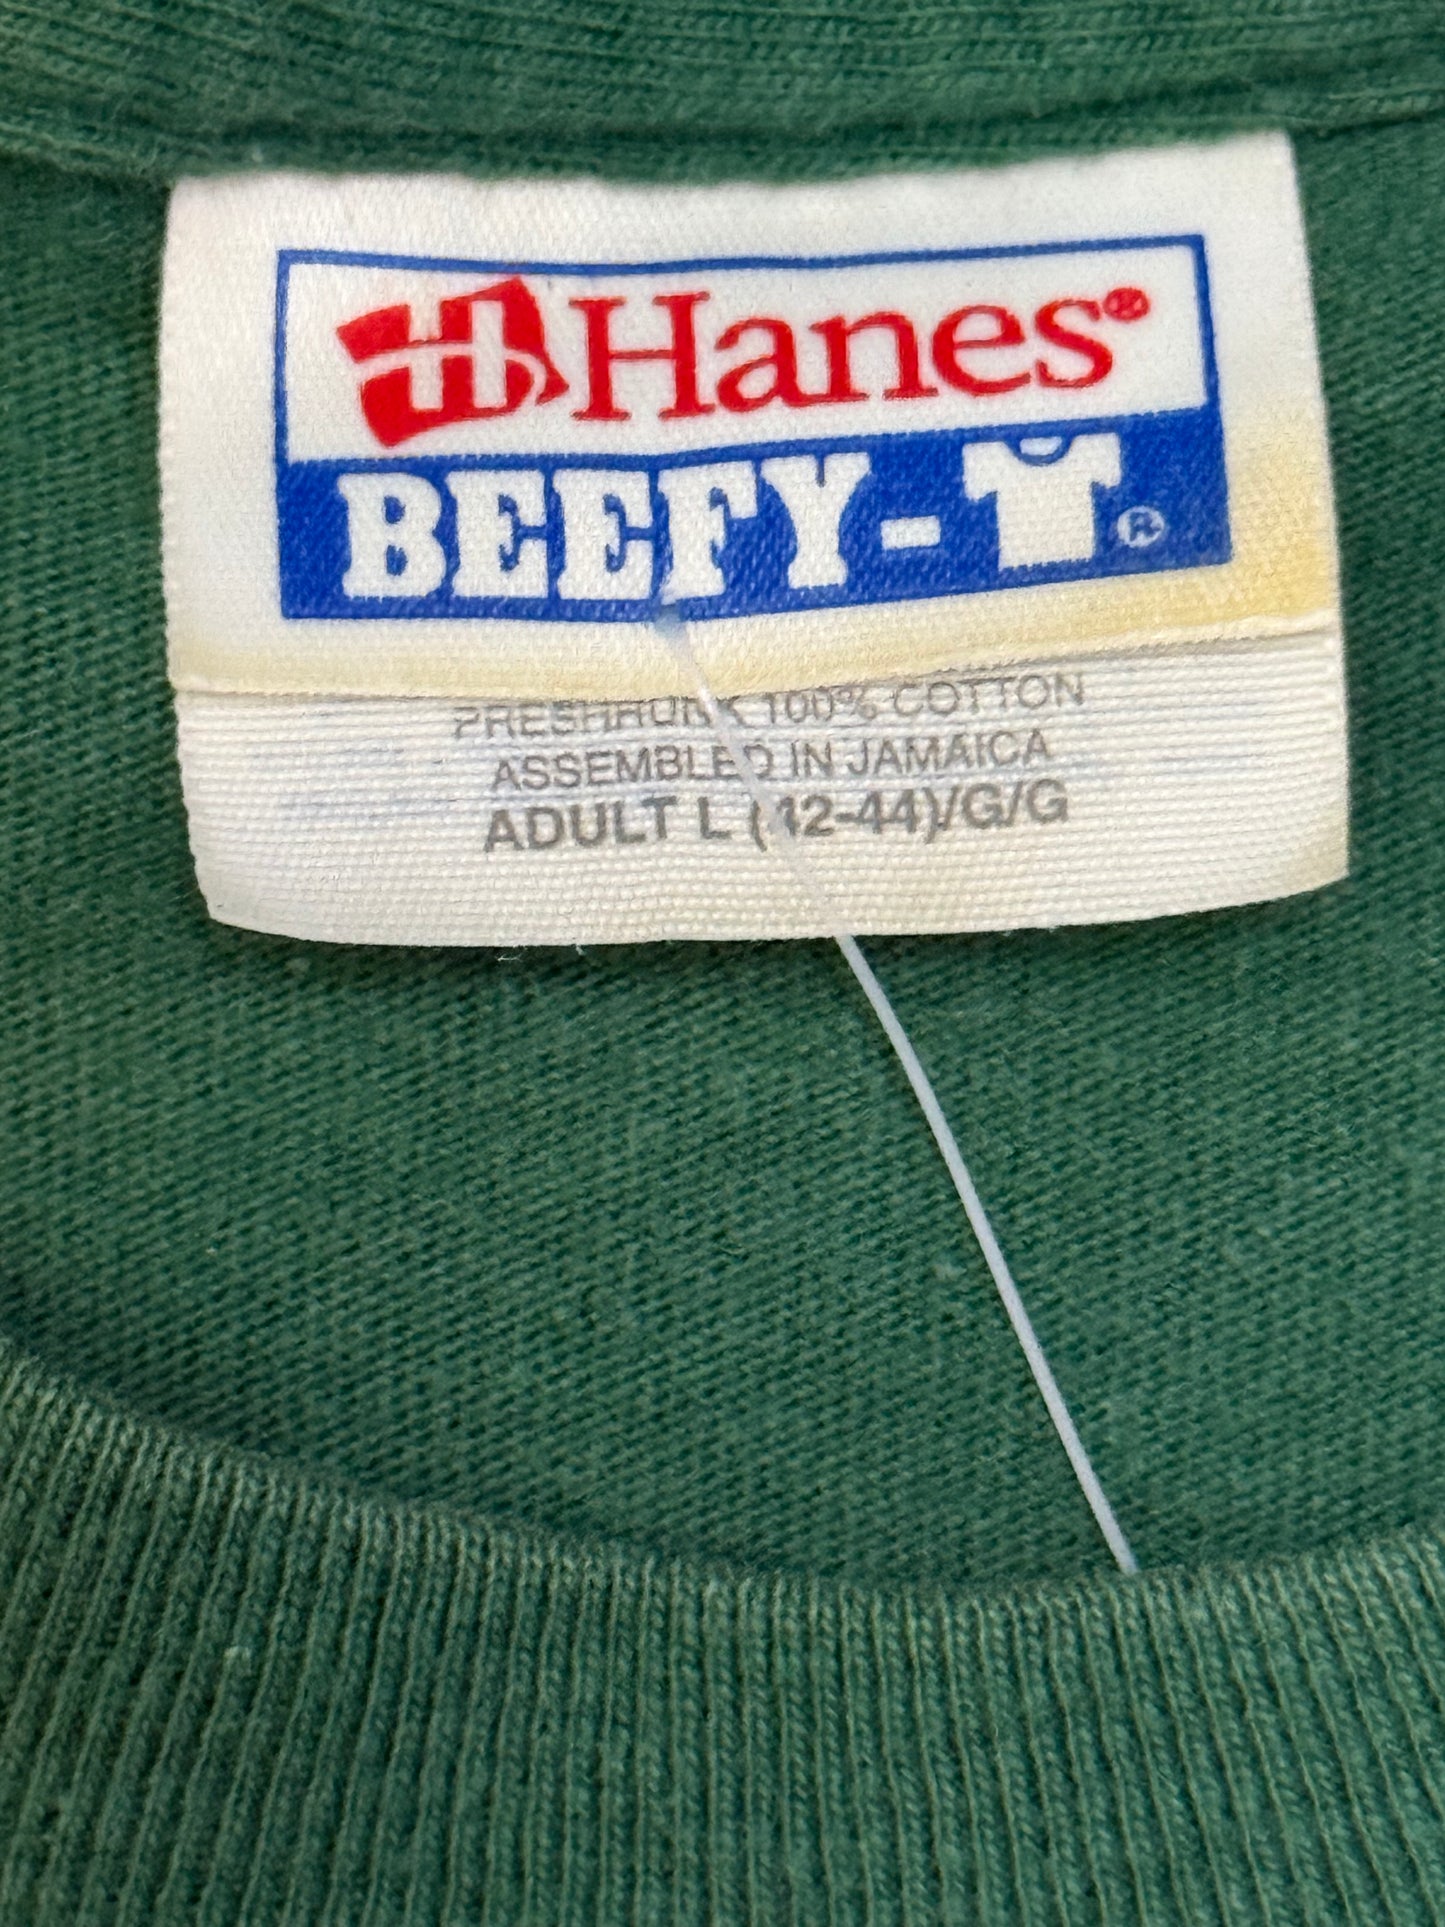 Hanes®
BEEFY-®
PRESHRUNK 100% COTTON
ASSEMBLED IN JAMAICA
ADULT L (42-44)/G/G